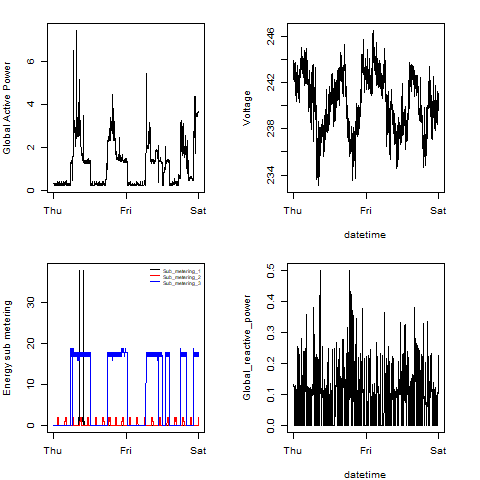 Global Active Power
0 2 4 6
Thu Fri Sat
Voltage
234 238 242 246
Thu Fri Sat
datetime
Energy sub metering
0 10 20 30
Sub_metering_1
Sub_metering_2
Sub_metering_3
Thu Fri Sat
Global_reactive_power
0.0 0.1 0.2 0.3 0.4 0.5
Thu Fri Sat
datetime